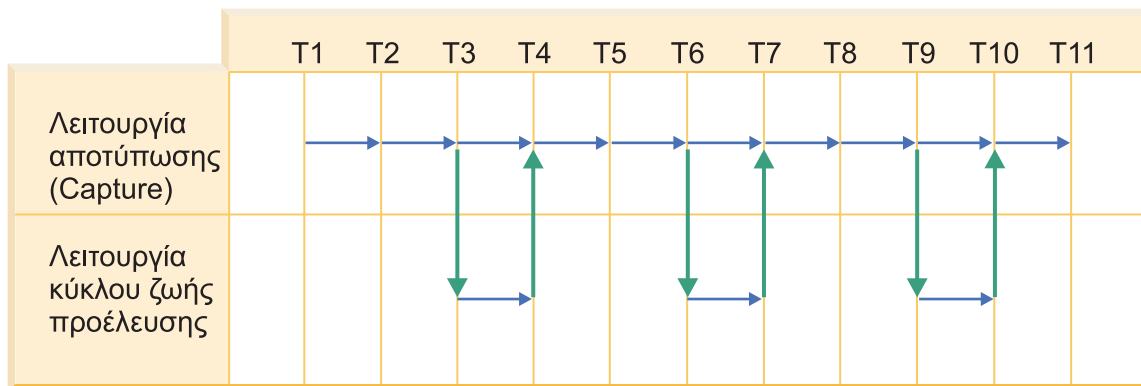 T1 T2 T3 T4 T5 T6 T7 T8 T9 T10 T11
Λειτουργία
αποτύπωσης
(Capture)
Λειτουργία
κύκλου ζωής
προέλευσης